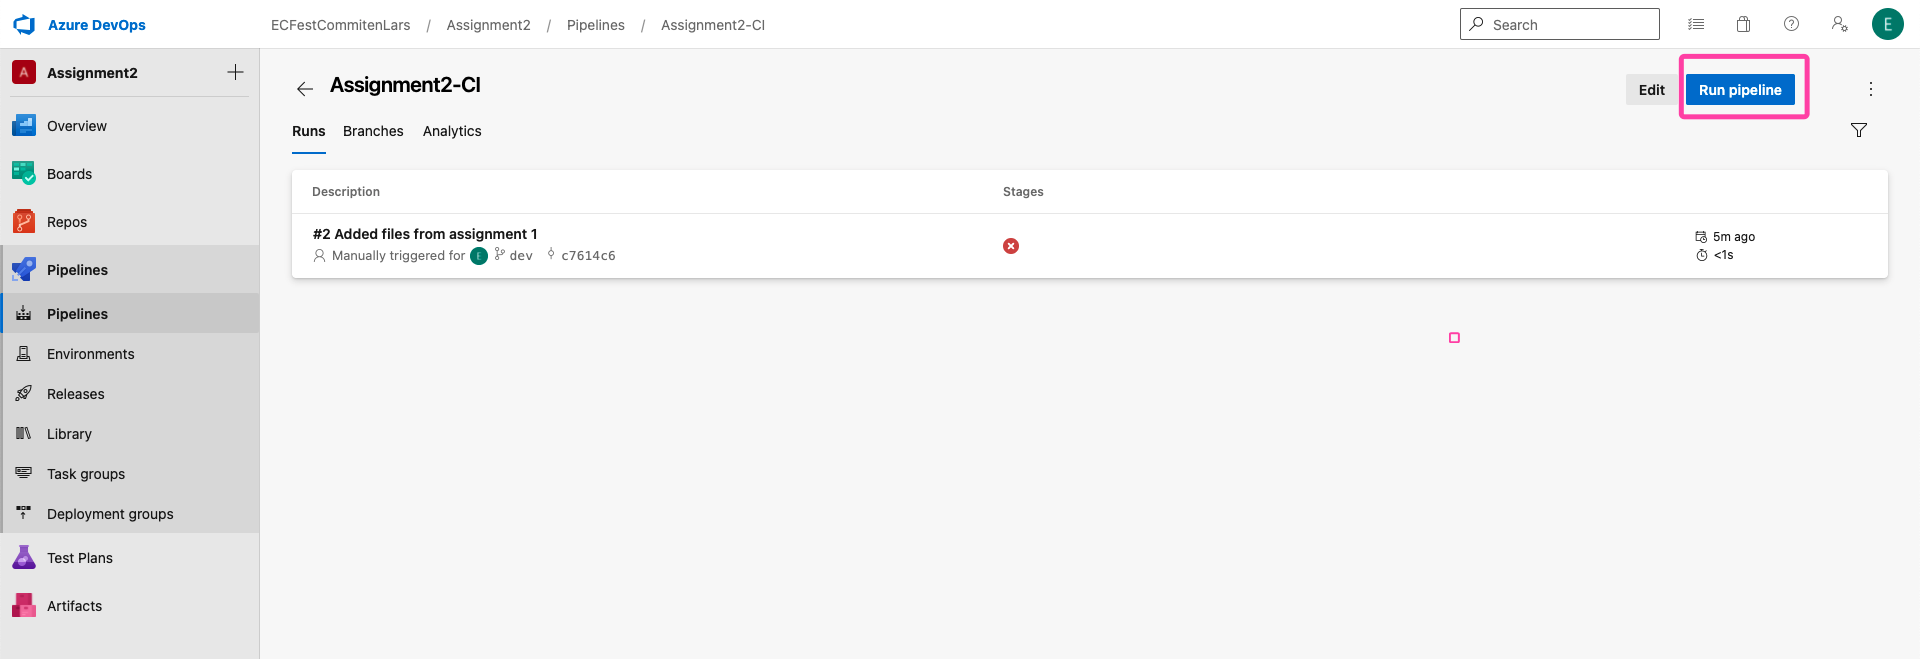 Azure DevOps
ECFestCommitenLars / Assignment2 / Pipelines / Assignment2-CI
Search
E
A Assignment2
Overview
Boards
Repos
Pipelines
Pipelines
Environments
Releases
Library
Task groups
Deployment groups
Test Plans
Artifacts
Assignment2-CI
Edit
Run pipeline
Runs Branches Analytics
Description Stages
#2 Added files from assignment 1
Manually triggered for E dev c7614c6
5m ago
<1s